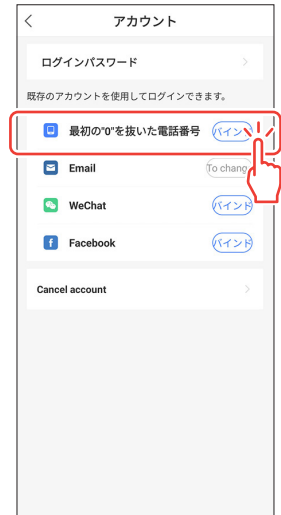 アカウント
ログインパスワード
既存のアカウントを使用してログインできます。
最初の"0"を抜いた電話番号 バイン
Email To chang
WeChat バインド
Facebook バインド
Cancel account